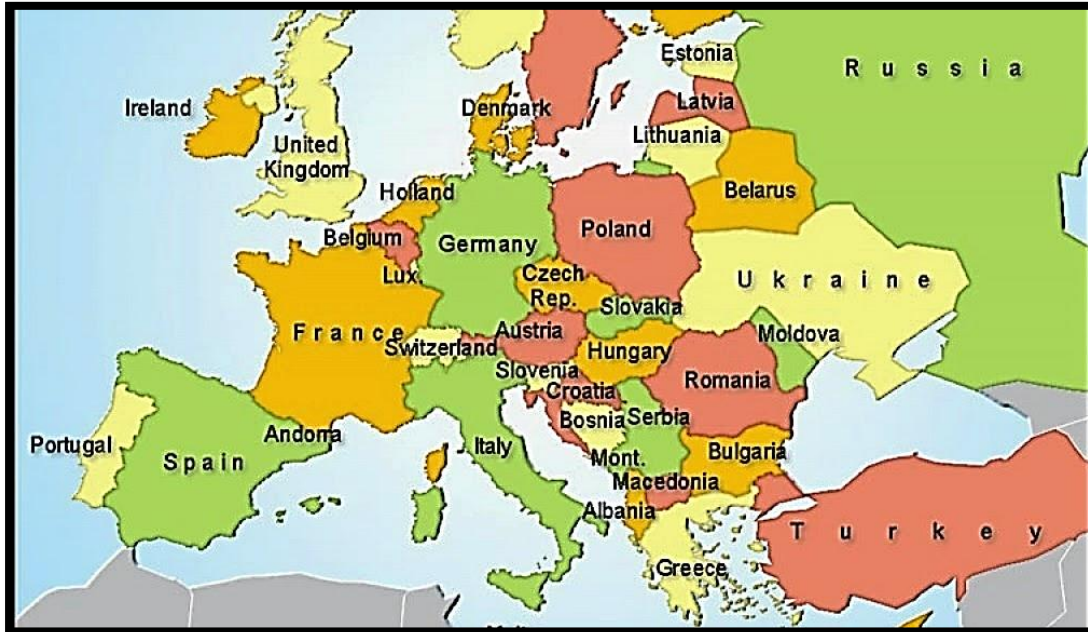 Estonia
Russia
Ireland
Denmark
Latvia
United
Kingdom
Lithuania
Holland
Belarus
Belgium
Germany
Poland
Lux.
Czech
Rep.
Ukraine
Slovakia
France
Austria
Moldova
Switzerland
Hungary
Slovenia
Croatia
Romania
Portugal
Spain
Andorra
Italy
Bosnia
Serbia
Mont.
Bulgaria
Macedonia
Albania
Turkey
Greece